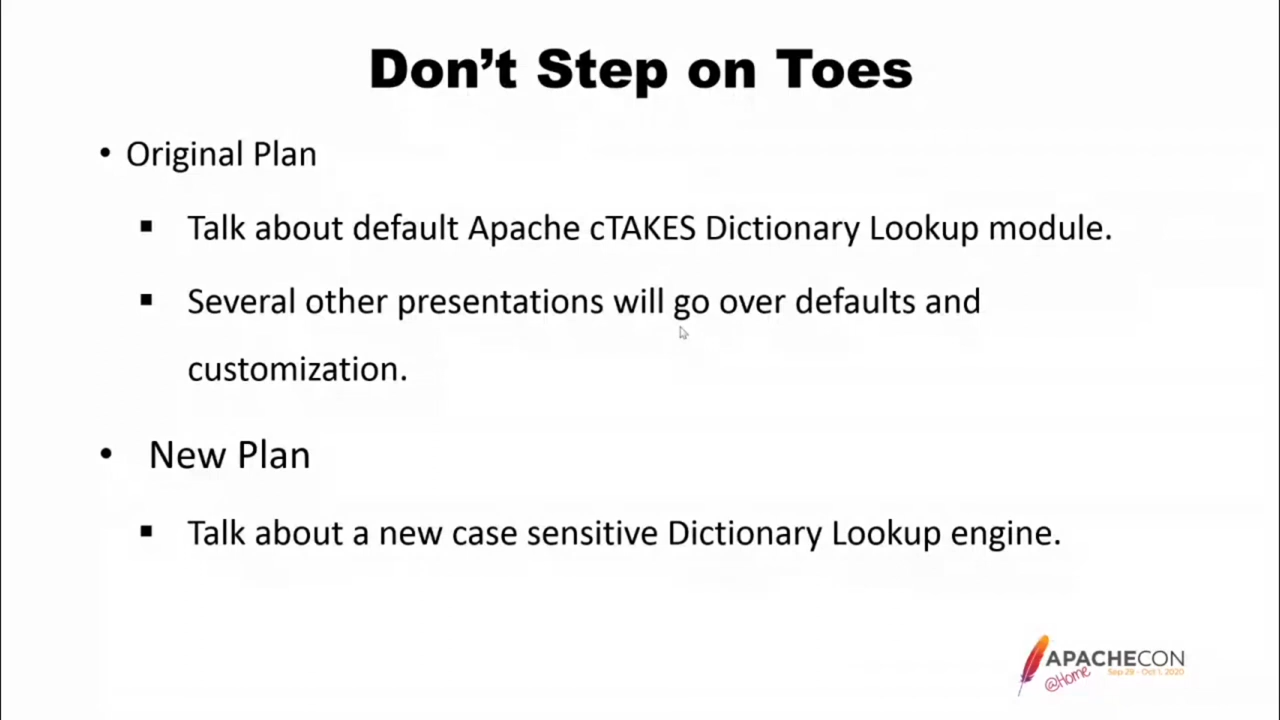 Don't Step on Toes
• Original Plan
▪ Talk about default Apache cTAKES Dictionary Lookup module.
▪ Several other presentations will go over defaults and
customization.
• New Plan
▪ Talk about a new case sensitive Dictionary Lookup engine.
APACHECON
@Home Sep 29 - Oct 1, 2020